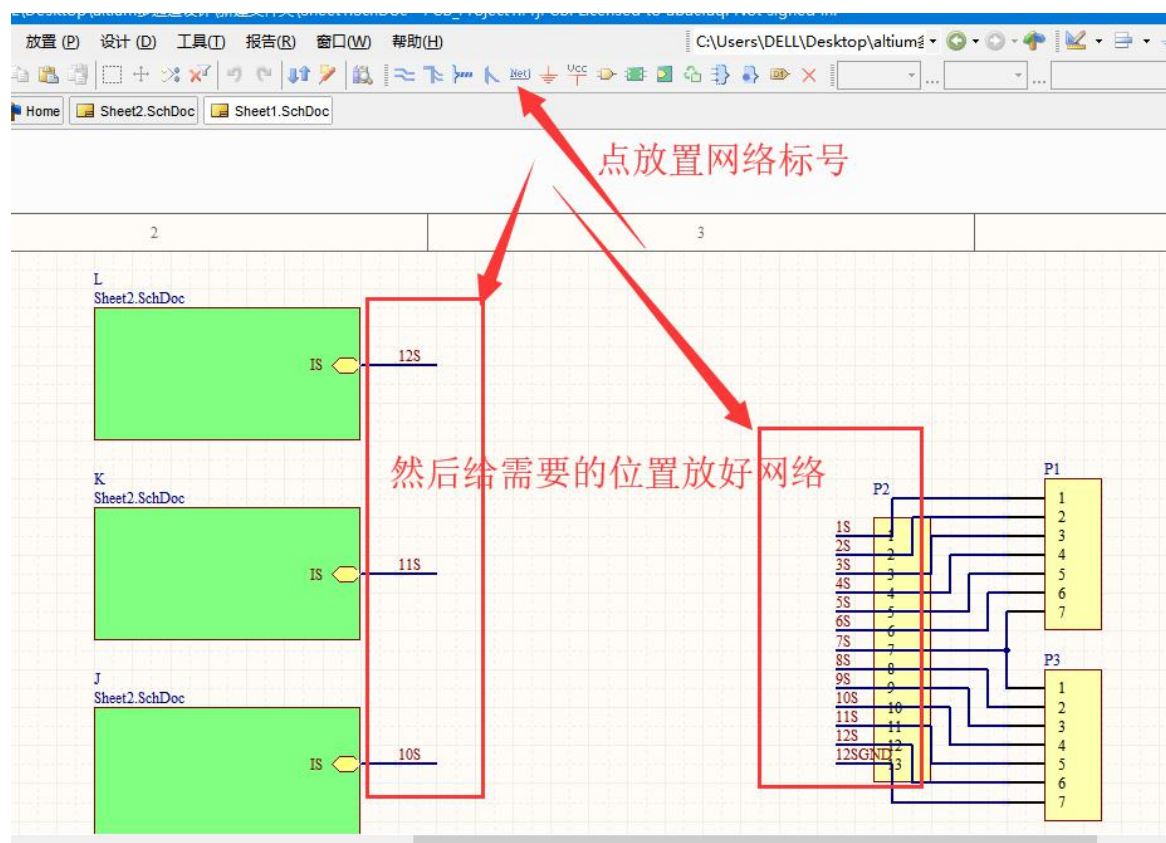 放置 (P) 设计 (D) 工具(T) 报告(R) 窗口(W) 帮助(H) C:\Users\DELL\Desktop\altium
Net
Vcc
D1
... ...
Home Sheet2.SchDoc Sheet1.SchDoc
点放置网络标号
2 3
L
Sheet2.SchDoc
IS 12S
然后给需要的位置放好网络
K
Sheet2.SchDoc
IS 11S
J
Sheet2.SchDoc
IS 10S
P2
1S 1
2S 2
3S 3
4S 4
5S 5
6S 6
7S 7
8S 8
9S 9
10S 10
11S 11
12S 12
12SGND 13
P1
1
2
3
4
5
6
7
P3
1
2
3
4
5
6
7